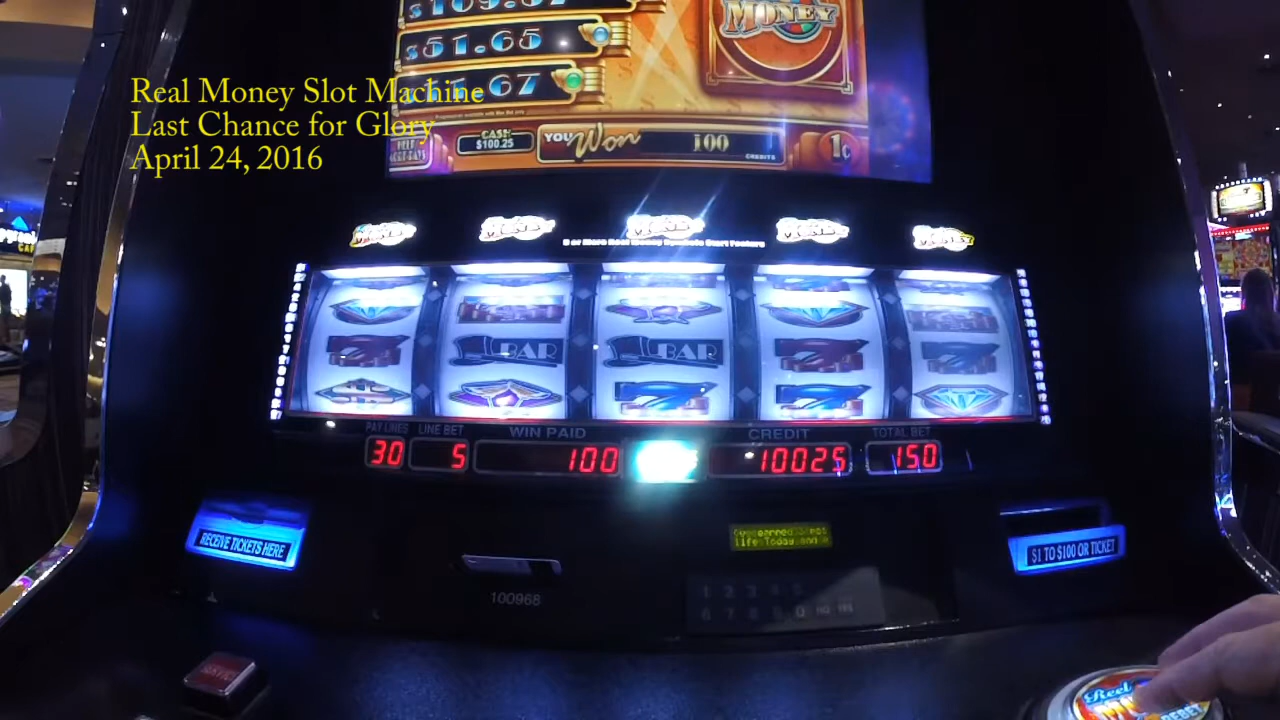 MONEY
$51.65
Real Money Slot Machine
Last Chance for Glory
April 24, 2016
CASH
$100.25
YOU Won 100
CREDITS
1¢
BAR BAR
PAY LINES LINE BET WIN PAID CREDIT TOTAL BET
30 5 100 10025 150
RECEIVE TICKETS HERE
$1 TO $100 OR TICKET
100968